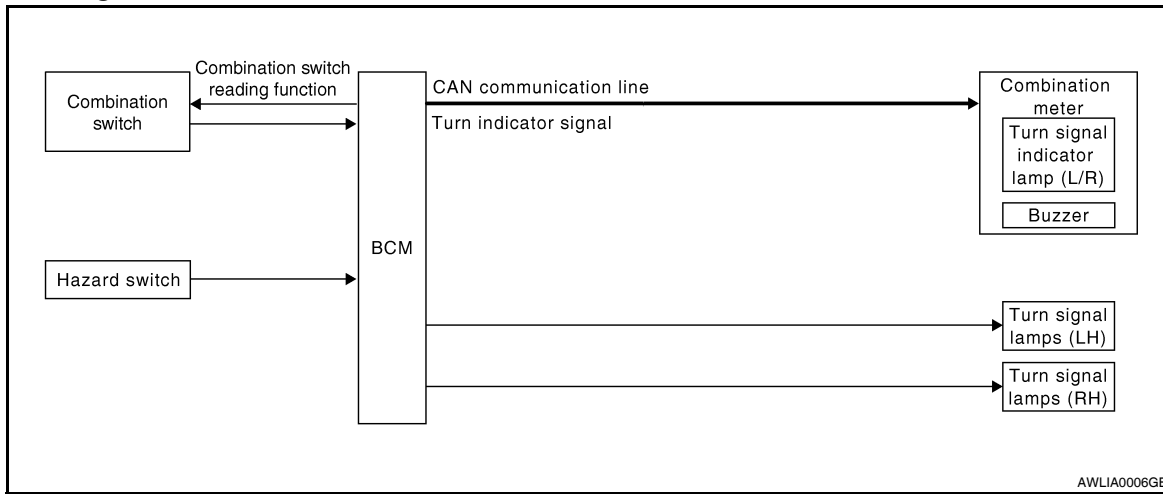 Combination switch
reading function
Combination
switch
CAN communication line
Turn indicator signal
Combination
meter
Turn signal
indicator
lamp (L/R)
Buzzer
BCM
Hazard switch
Turn signal
lamps (LH)
Turn signal
lamps (RH)